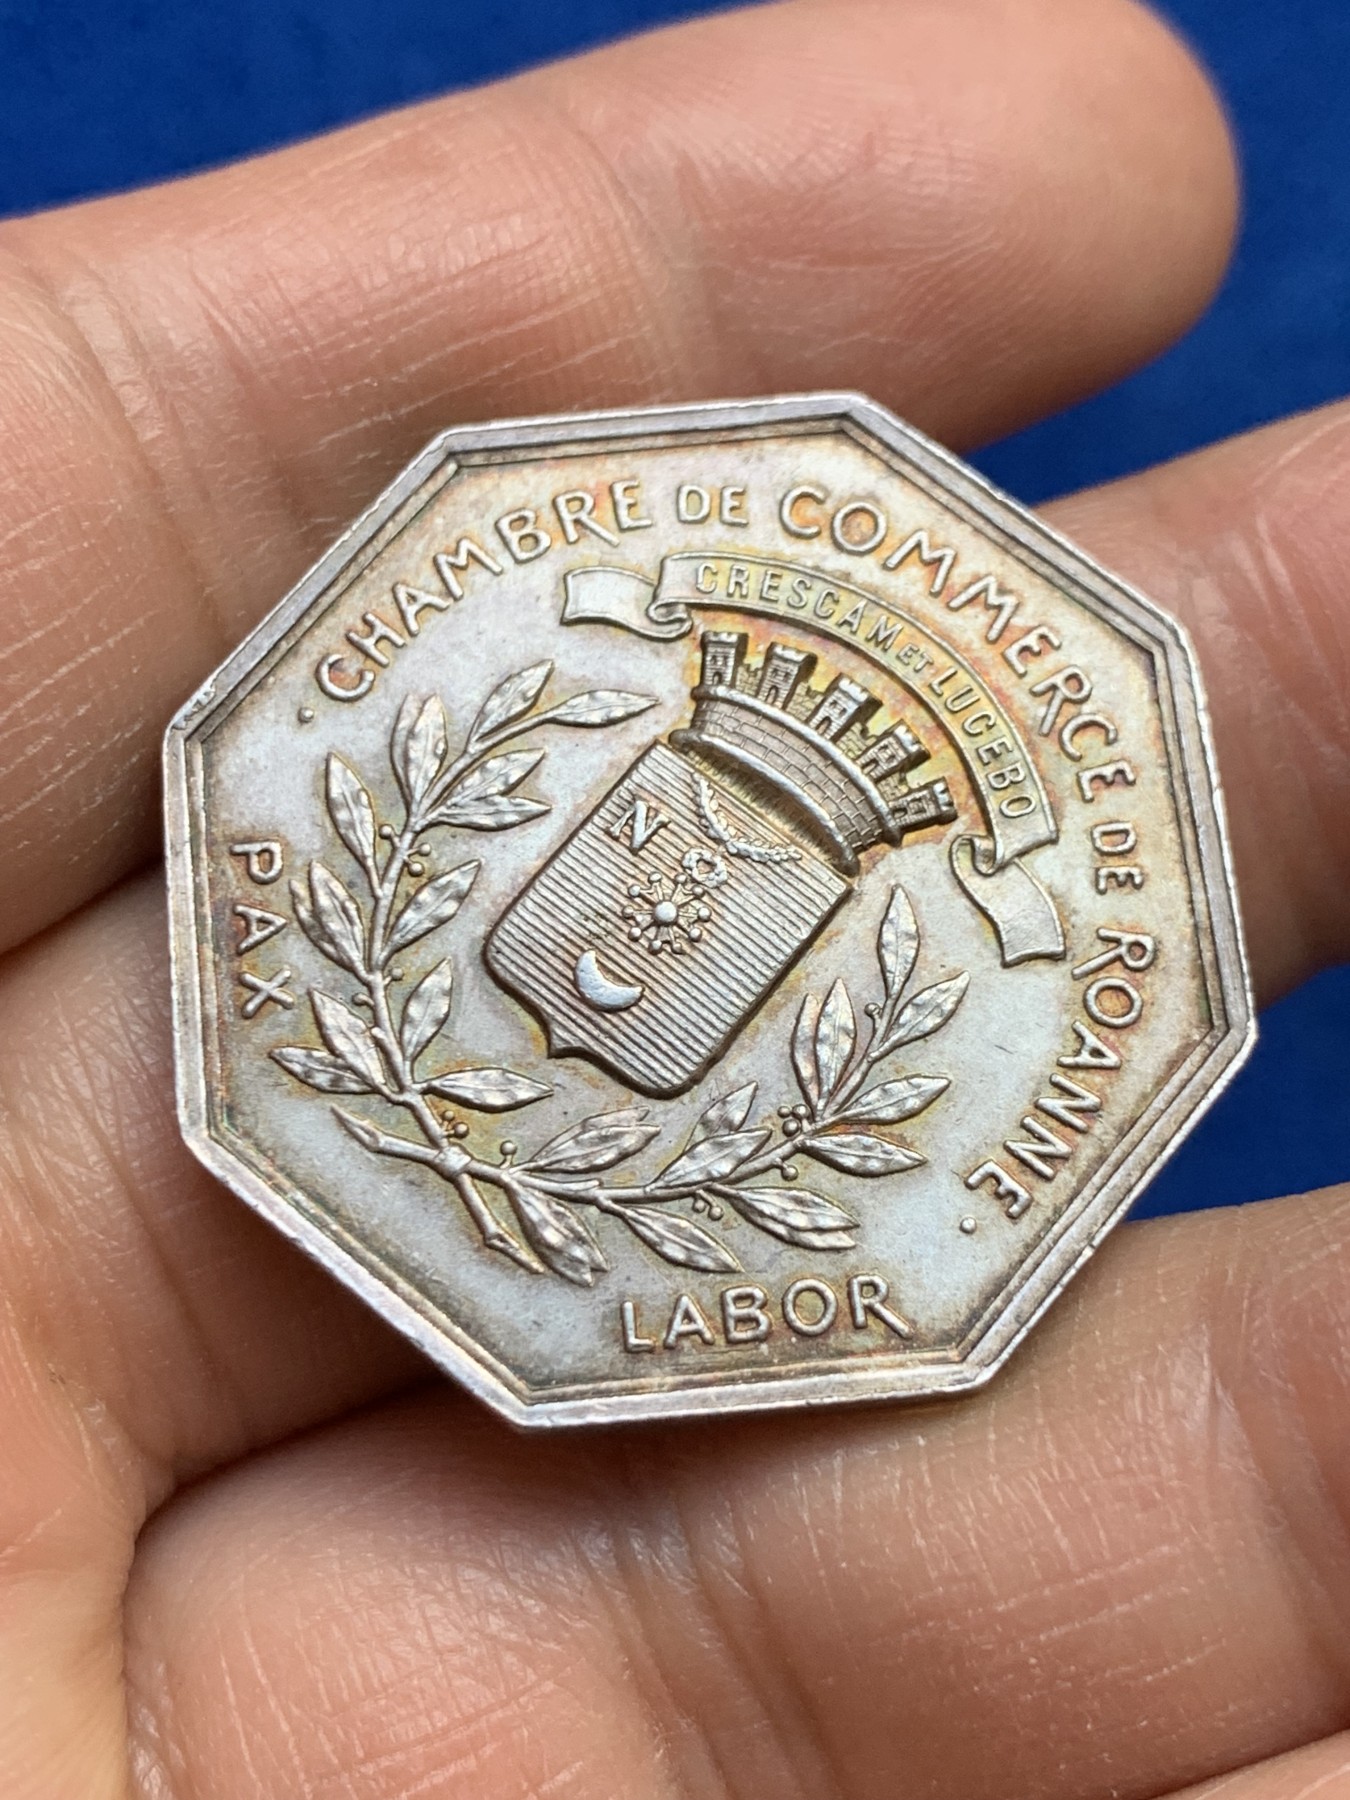 · CHAMBRE DE COMMERCE DE ROANNE ·
CRESCAM ET LUCEBO
N
PAX
LABOR